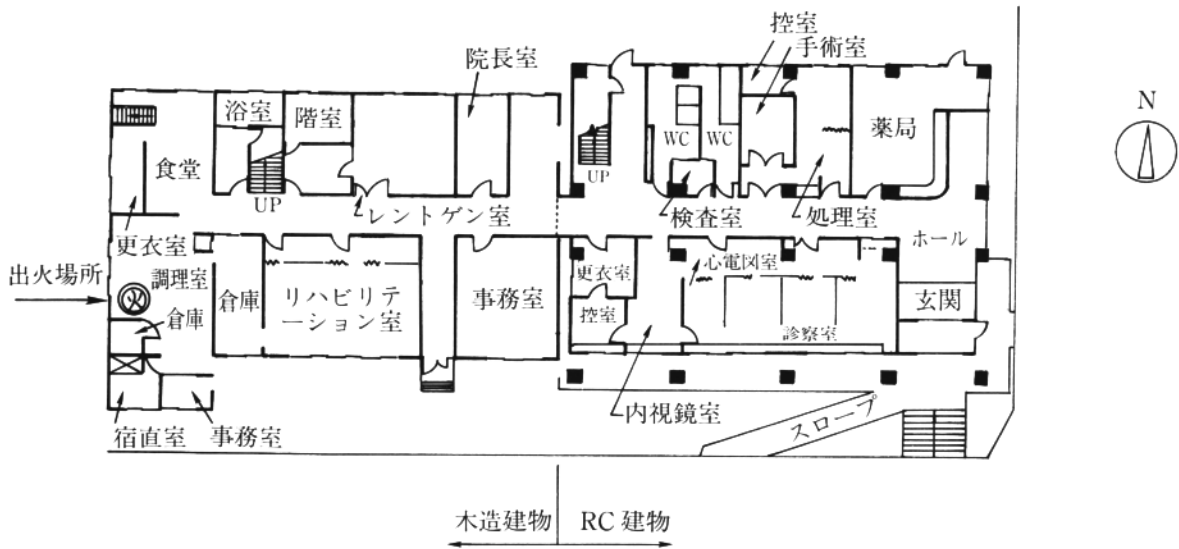 控室
手術室
院長室
N
浴室
階室
薬局
食堂
WC
WC
UP
UP
レントゲン室
検査室
処理室
ホール
更衣室
出火場所
調理室
火
倉庫
倉庫
リハビリテ
ーション室
事務室
更衣室
控室
心電図室
診察室
玄関
内視鏡室
スロープ
宿直室
事務室
木造建物
RC 建物